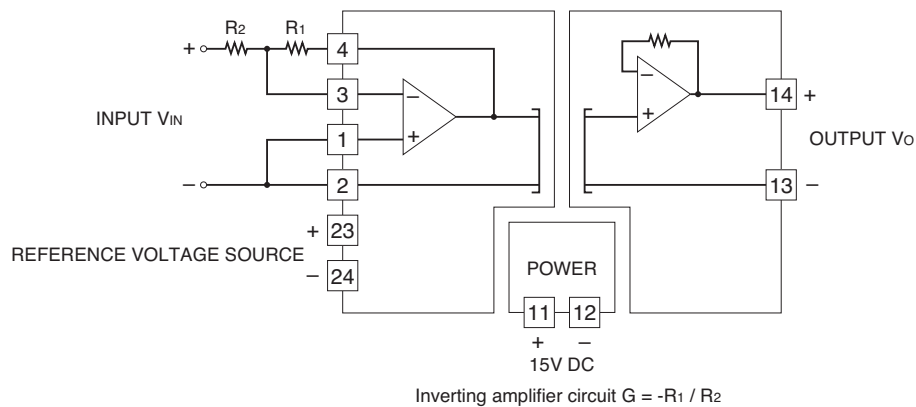 R2 R1
+ 4
3 −
INPUT VIN
1 +
− 2
+ 23
REFERENCE VOLTAGE SOURCE
− 24
−
+
14 +
OUTPUT VO
13 −
POWER
11 12
+ −
15V DC
Inverting amplifier circuit G = -R1 / R2